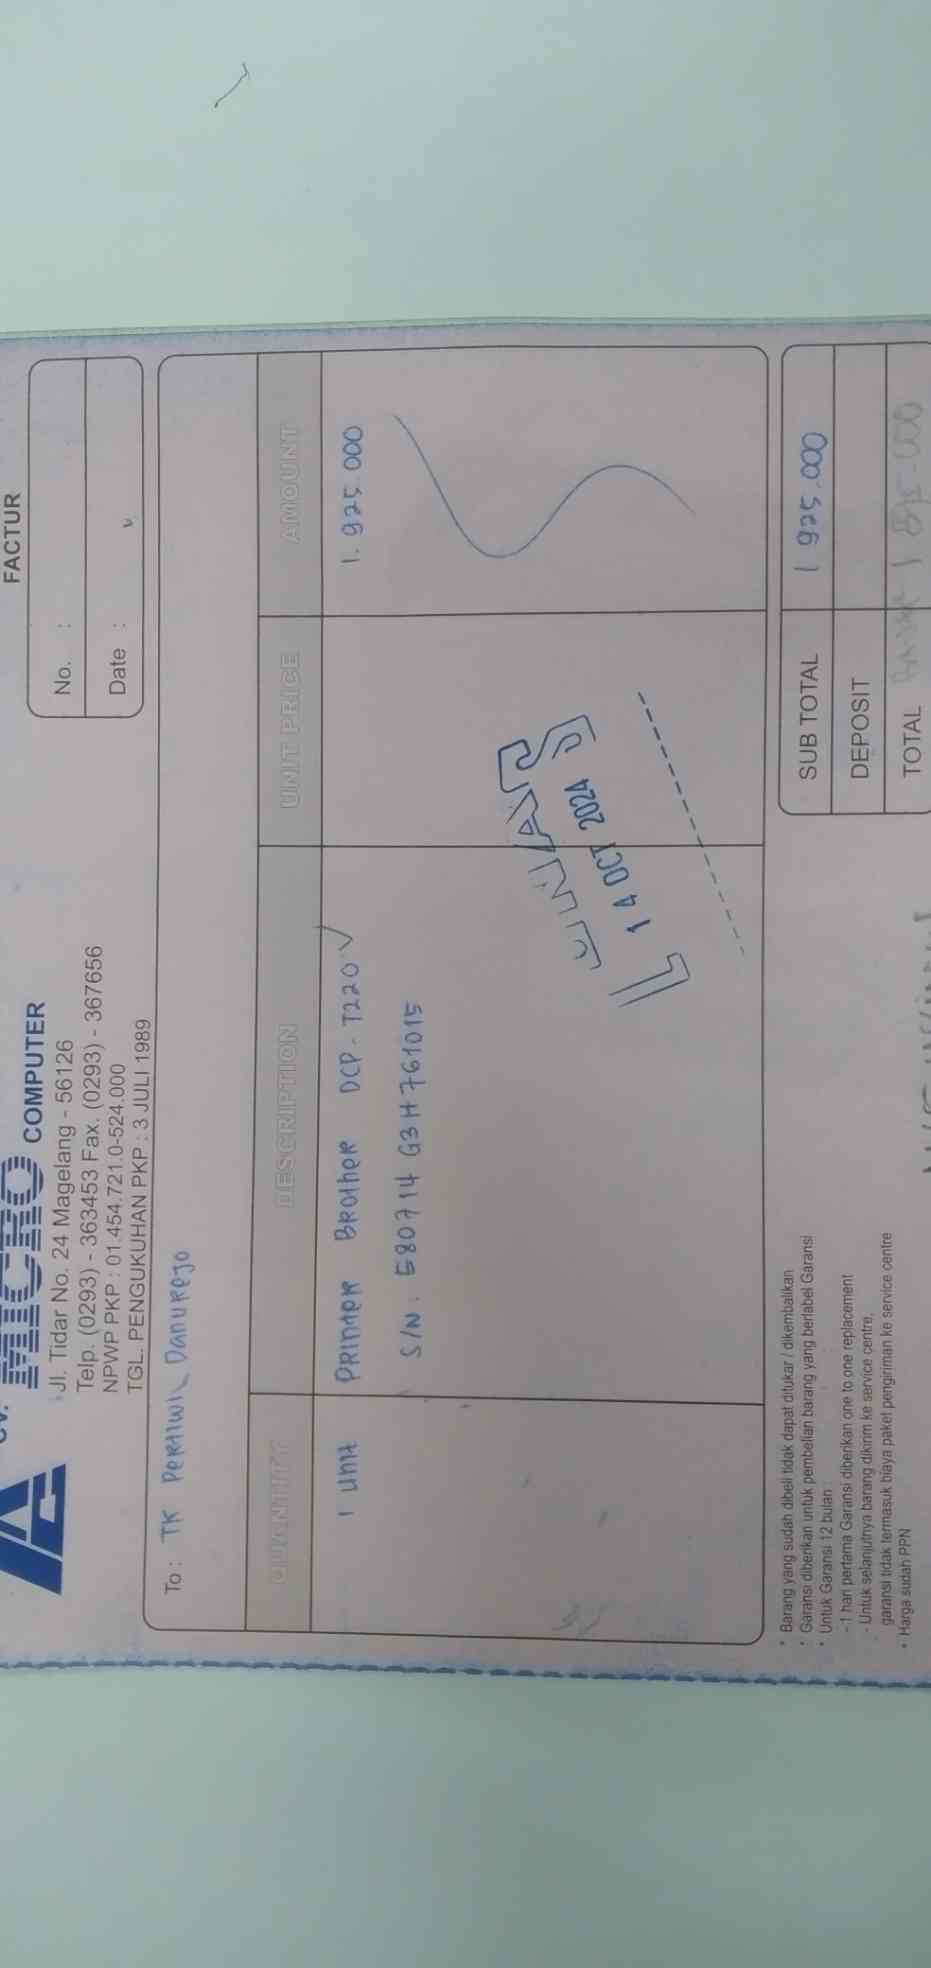 FACTUR
CV.
MICRO COMPUTER
Jl. Tidar No. 24 Magelang - 56126
Telp. (0293) - 363453 Fax. (0293) - 367656
NPWP PKP : 01.454.721.0-524.000
TGL. PENGUKUHAN PKP : 3 JULI 1989
No. :
Date :
To : TK Pertiwi Danurejo
QUANTITY DESCRIPTION UNIT PRICE AMOUNT
1 unit Printer Brother DCP-T220 1.925.000
S/N. E80714 G3H761015
LUNAS
14 OCT 2024
SUB TOTAL 1 925.000
DEPOSIT
TOTAL
* Barang yang sudah dibeli tidak dapat ditukar / dikembalikan
* Garansi diberikan untuk pembelian barang yang berlabel Garansi
* Untuk Garansi 12 bulan :
-1 hari pertama Garansi diberikan one to one replacement
- Untuk selanjutnya barang dikirim ke service centre,
garansi tidak termasuk biaya paket pengiriman ke service centre
* Harga sudah PPN